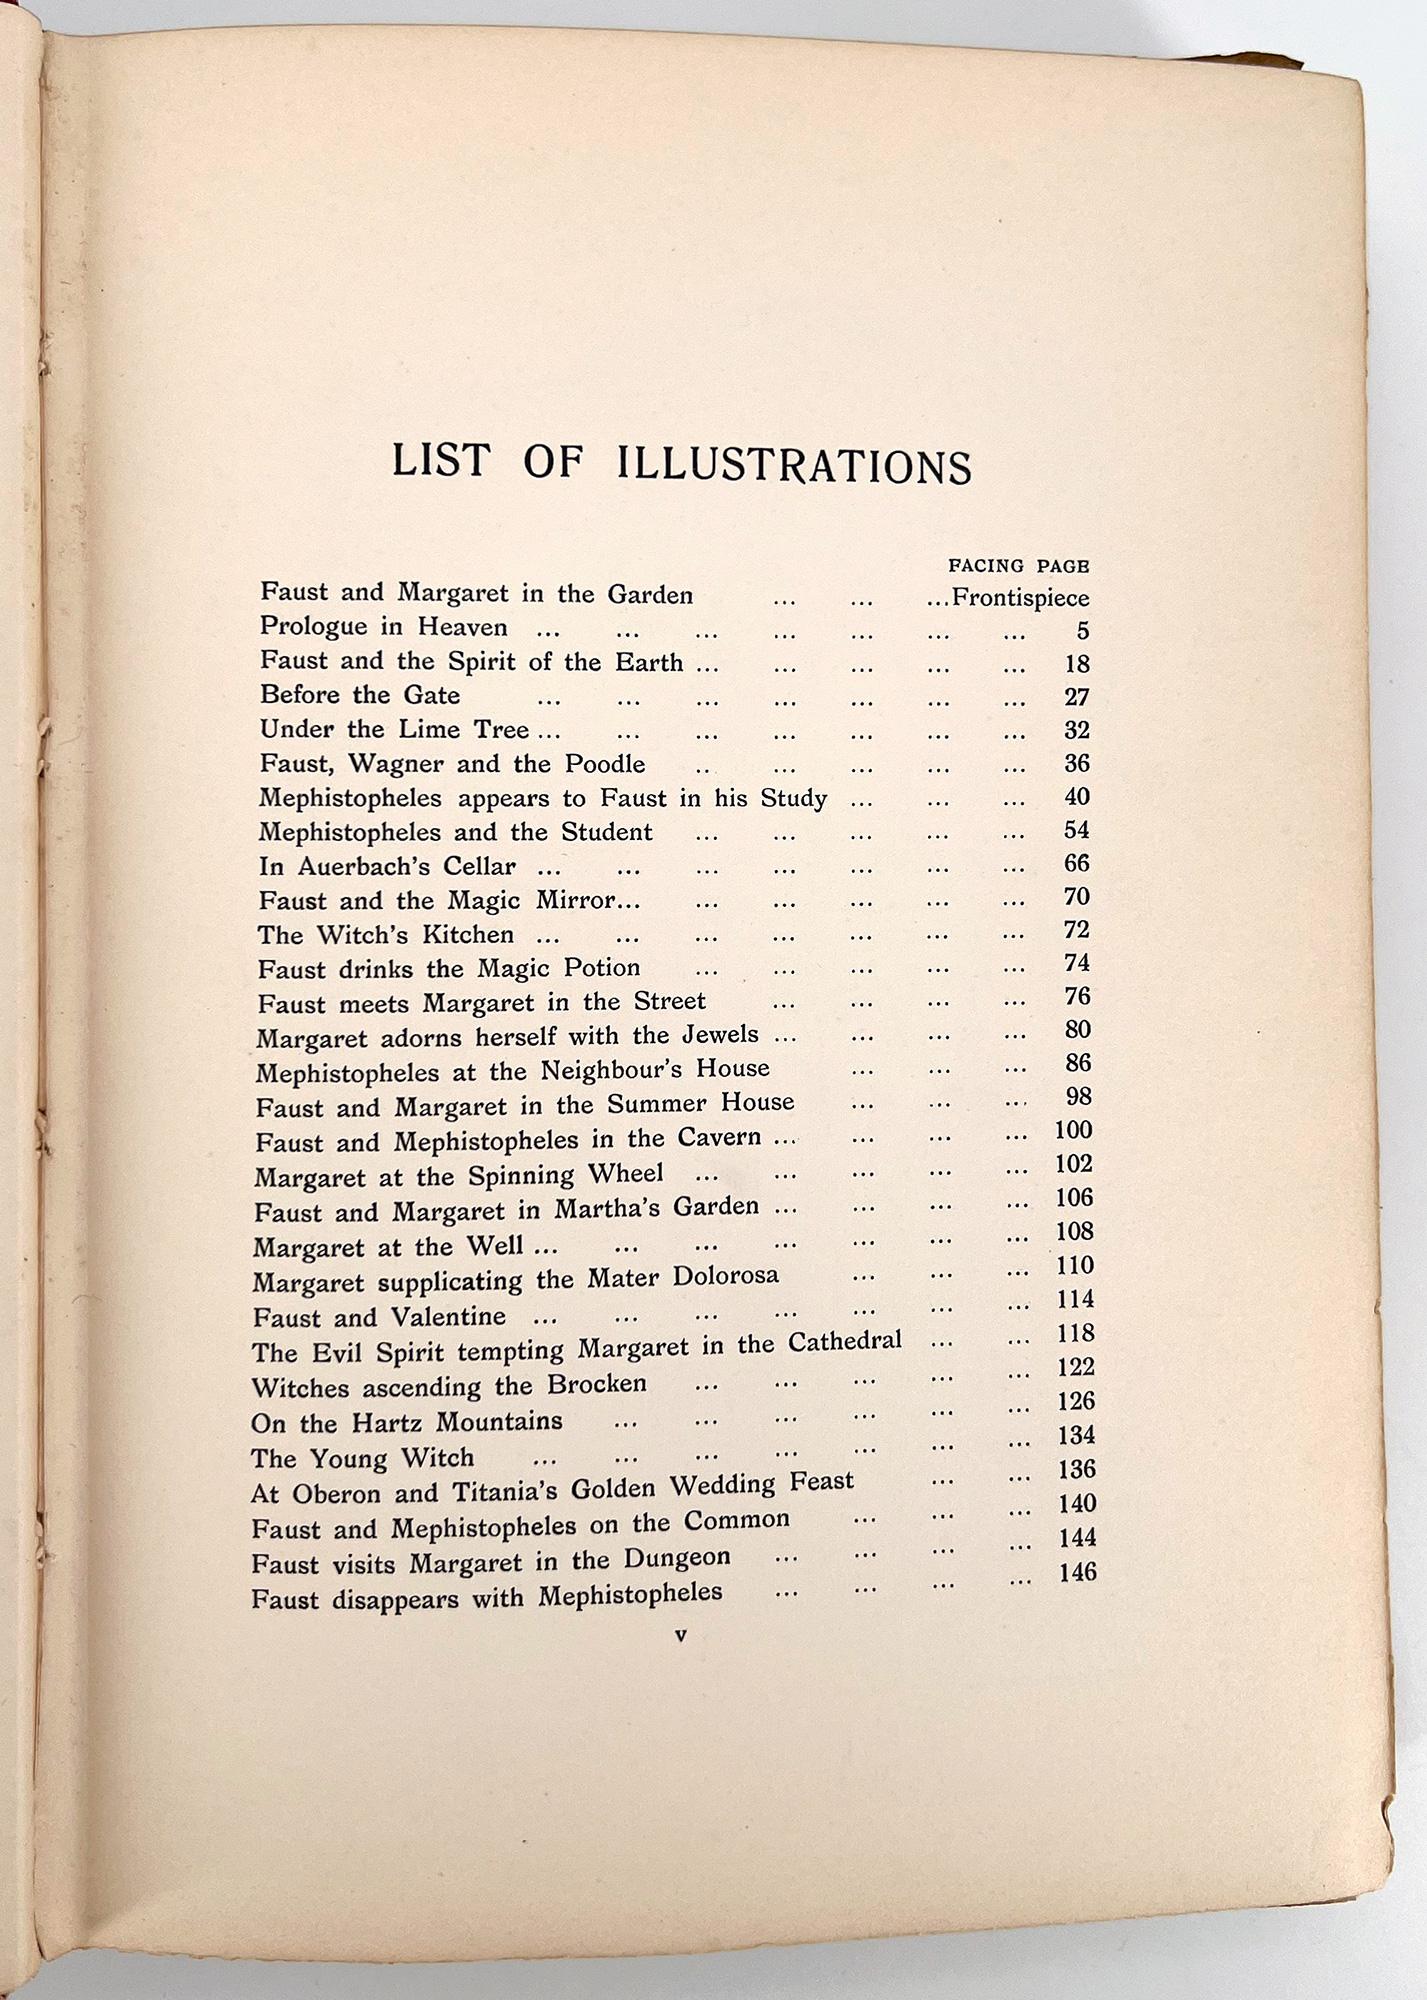 LIST OF ILLUSTRATIONS
FACING PAGE
Faust and Margaret in the Garden ... ... ...Frontispiece
Prologue in Heaven ... ... ... ... ... ... ... 5
Faust and the Spirit of the Earth ... ... ... ... ... 18
Before the Gate ... ... ... ... ... ... ... 27
Under the Lime Tree ... ... ... ... ... ... ... 32
Faust, Wagner and the Poodle .. ... ... ... ... 36
Mephistopheles appears to Faust in his Study ... ... ... 40
Mephistopheles and the Student ... ... ... ... ... 54
In Auerbach's Cellar ... ... ... ... ... ... ... 66
Faust and the Magic Mirror... ... ... ... ... ... 70
The Witch's Kitchen ... ... ... ... ... ... ... 72
Faust drinks the Magic Potion ... ... ... ... ... 74
Faust meets Margaret in the Street ... ... ... ... 76
Margaret adorns herself with the Jewels ... ... ... ... 80
Mephistopheles at the Neighbour's House ... ... ... 86
Faust and Margaret in the Summer House ... ... ... 98
Faust and Mephistopheles in the Cavern ... ... ... ... 100
Margaret at the Spinning Wheel ... ... ... ... ... 102
Faust and Margaret in Martha's Garden ... ... ... ... 106
Margaret at the Well ... ... ... ... ... ... ... 108
Margaret supplicating the Mater Dolorosa ... ... ... 110
Faust and Valentine ... ... ... ... ... ... ... 114
The Evil Spirit tempting Margaret in the Cathedral ... ... 118
Witches ascending the Brocken ... ... ... ... ... 122
On the Hartz Mountains ... ... ... ... ... ... 126
The Young Witch ... ... ... ... ... ... ... 134
At Oberon and Titania's Golden Wedding Feast ... ... 136
Faust and Mephistopheles on the Common ... ... ... 140
Faust visits Margaret in the Dungeon ... ... ... ... 144
Faust disappears with Mephistopheles ... ... ... ... 146
v